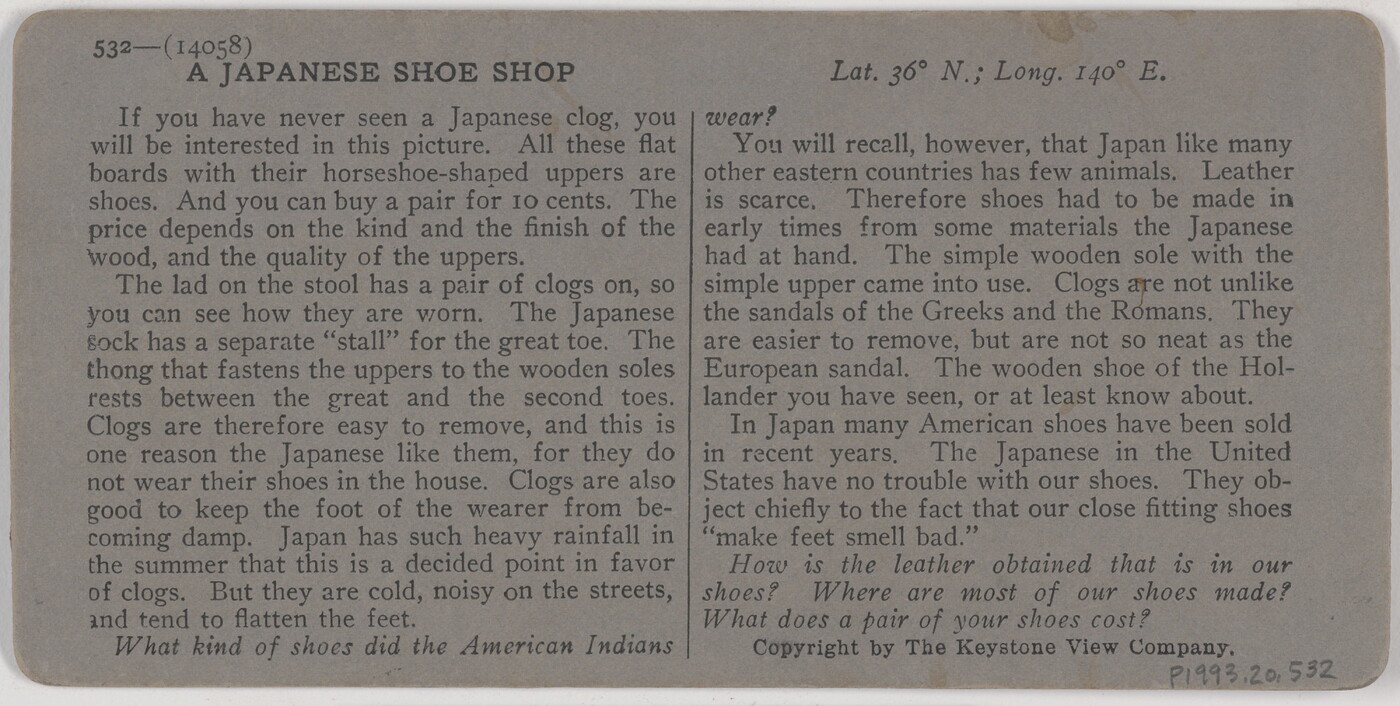 532—(14058)
A JAPANESE SHOE SHOP
Lat. 36° N.; Long. 140° E.
If you have never seen a Japanese clog, you
will be interested in this picture. All these flat
boards with their horseshoe-shaped uppers are
shoes. And you can buy a pair for 10 cents. The
price depends on the kind and the finish of the
wood, and the quality of the uppers.
The lad on the stool has a pair of clogs on, so
you can see how they are worn. The Japanese
sock has a separate “stall” for the great toe. The
thong that fastens the uppers to the wooden soles
rests between the great and the second toes.
Clogs are therefore easy to remove, and this is
one reason the Japanese like them, for they do
not wear their shoes in the house. Clogs are also
good to keep the foot of the wearer from be-
coming damp. Japan has such heavy rainfall in
the summer that this is a decided point in favor
of clogs. But they are cold, noisy on the streets,
and tend to flatten the feet.
What kind of shoes did the American Indians
wear?
You will recall, however, that Japan like many
other eastern countries has few animals. Leather
is scarce. Therefore shoes had to be made in
early times from some materials the Japanese
had at hand. The simple wooden sole with the
simple upper came into use. Clogs are not unlike
the sandals of the Greeks and the Romans. They
are easier to remove, but are not so neat as the
European sandal. The wooden shoe of the Hol-
lander you have seen, or at least know about.
In Japan many American shoes have been sold
in recent years. The Japanese in the United
States have no trouble with our shoes. They ob-
ject chiefly to the fact that our close fitting shoes
“make feet smell bad.”
How is the leather obtained that is in our
shoes? Where are most of our shoes made?
What does a pair of your shoes cost?
Copyright by The Keystone View Company.
P1993.20.532